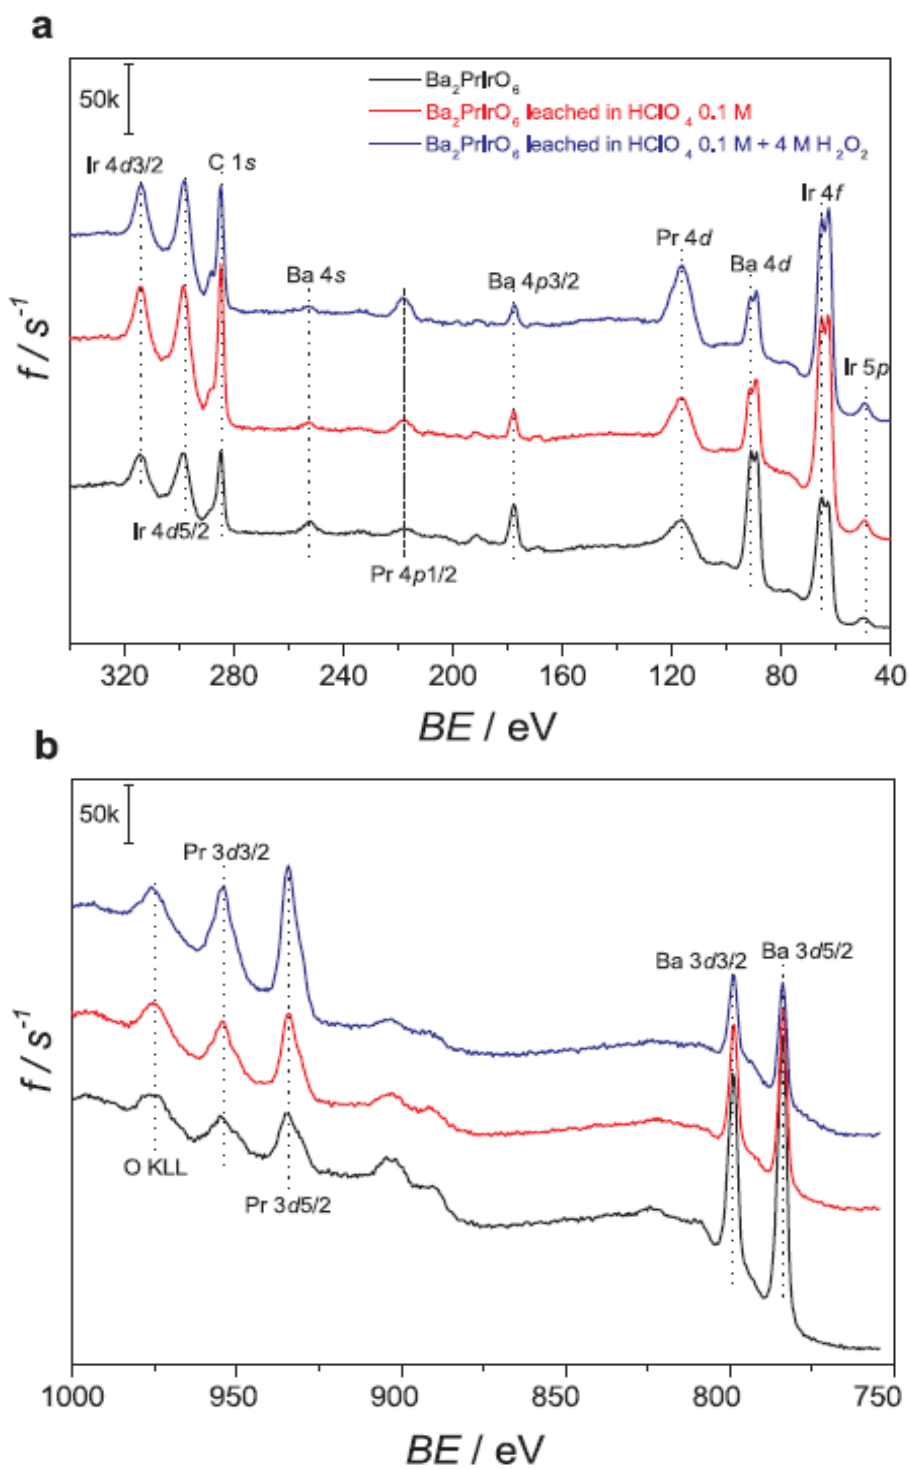 a
50k
Ba₂PrIrO₆
Ba₂PrIrO₆ leached in HClO₄ 0.1 M
Ba₂PrIrO₆ leached in HClO₄ 0.1 M + 4 M H₂O₂
Ir 4d3/2
C 1s
Ir 4f
Pr 4d
Ba 4s
Ba 4p3/2
Ba 4d
Ir 5p
Ir 4d5/2
Pr 4p1/2
f / s⁻¹
320 280 240 200 160 120 80 40
BE / eV
b
50k
Pr 3d3/2
Ba 3d3/2
Ba 3d5/2
O KLL
Pr 3d5/2
f / s⁻¹
1000 950 900 850 800 750
BE / eV